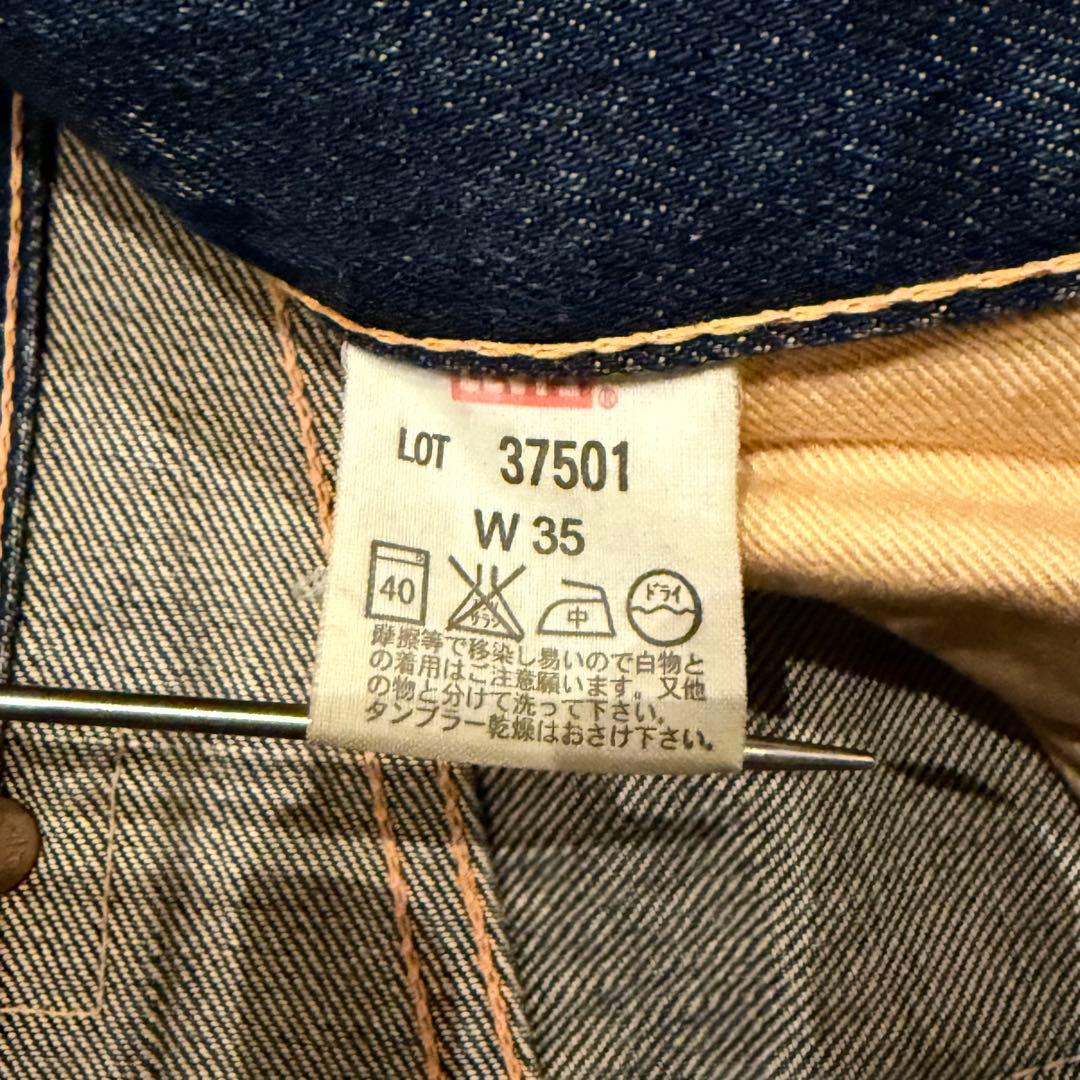 LOT 37501
W 35
40 サラシ 中 ドライ
摩擦等で移染し易いので白物と
の着用はご注意願います。又他
の物と分けて洗って下さい。
タンブラー乾燥はおさけ下さい。